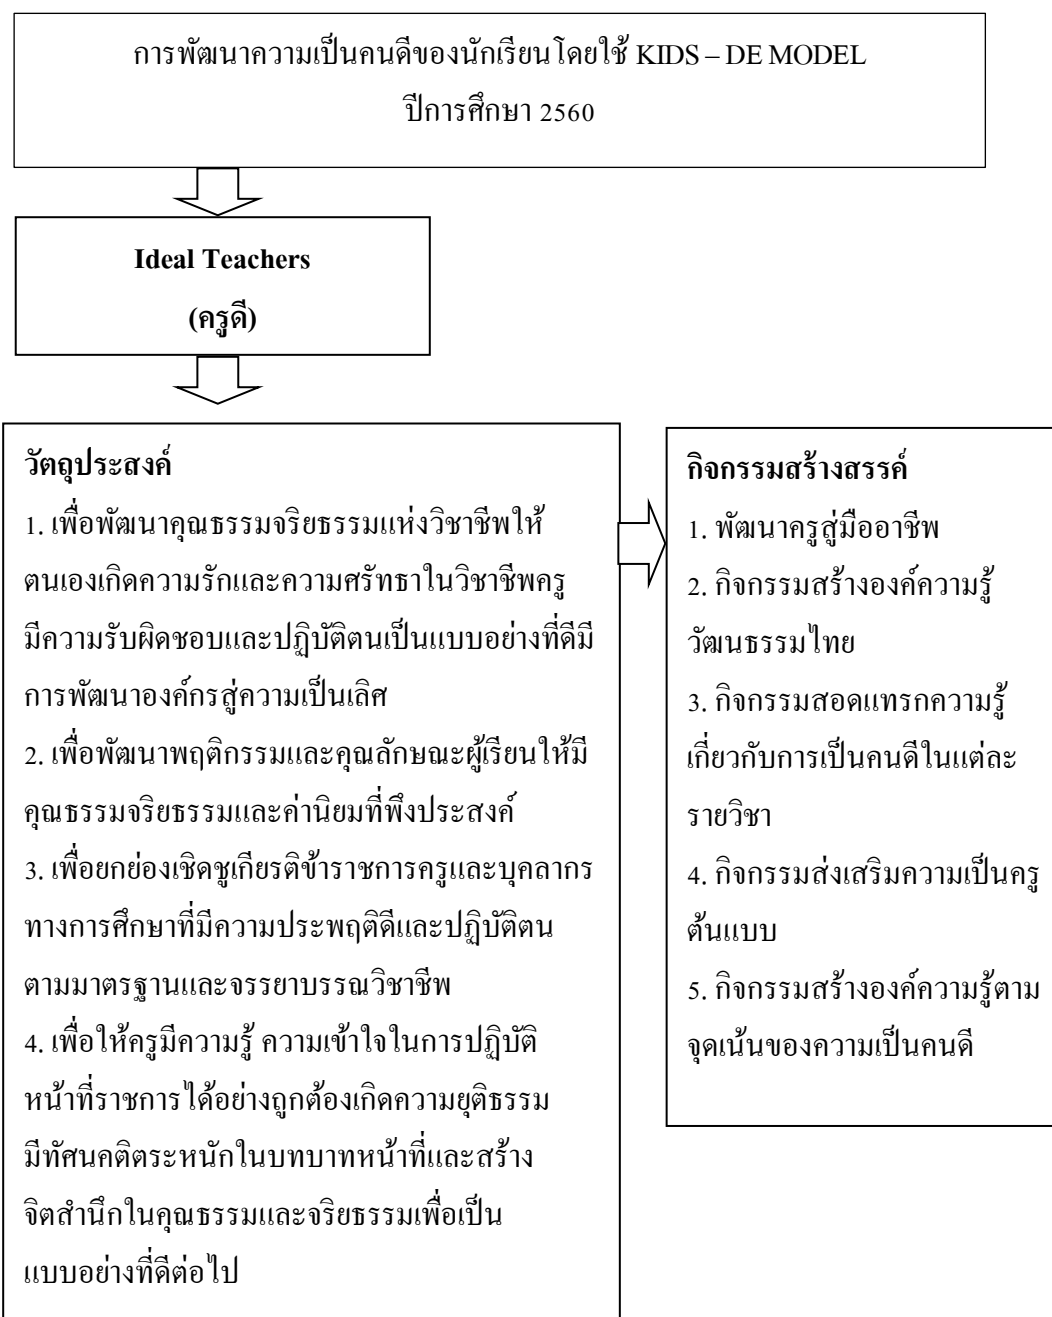 การพัฒนาความเป็นคนดีของนักเรียนโดยใช้ KIDS – DE MODEL
ปีการศึกษา 2560
Ideal Teachers
(ครูดี)
วัตถุประสงค์
1. เพื่อพัฒนาคุณธรรมจริยธรรมแห่งวิชาชีพให้
ตนเองเกิดความรักและความศรัทธาในวิชาชีพครู
มีความรับผิดชอบและปฏิบัติตนเป็นแบบอย่างที่ดีมี
การพัฒนาองค์กรสู่ความเป็นเลิศ
2. เพื่อพัฒนาพฤติกรรมและคุณลักษณะผู้เรียนให้มี
คุณธรรมจริยธรรมและค่านิยมที่พึงประสงค์
3. เพื่อยกย่องเชิดชูเกียรติข้าราชการครูและบุคลากร
ทางการศึกษาที่มีความประพฤติดีและปฏิบัติตน
ตามมาตรฐานและจรรยาบรรณวิชาชีพ
4. เพื่อให้ครูมีความรู้ ความเข้าใจในการปฏิบัติ
หน้าที่ราชการได้อย่างถูกต้องเกิดความยุติธรรม
มีทัศนคติตระหนักในบทบาทหน้าที่และสร้าง
จิตสำนึกในคุณธรรมและจริยธรรมเพื่อเป็น
แบบอย่างที่ดีต่อไป
กิจกรรมสร้างสรรค์
1. พัฒนาครูสู่มืออาชีพ
2. กิจกรรมสร้างองค์ความรู้
วัฒนธรรมไทย
3. กิจกรรมสอดแทรกความรู้
เกี่ยวกับการเป็นคนดีในแต่ละ
รายวิชา
4. กิจกรรมส่งเสริมความเป็นครู
ต้นแบบ
5. กิจกรรมสร้างองค์ความรู้ตาม
จุดเน้นของความเป็นคนดี